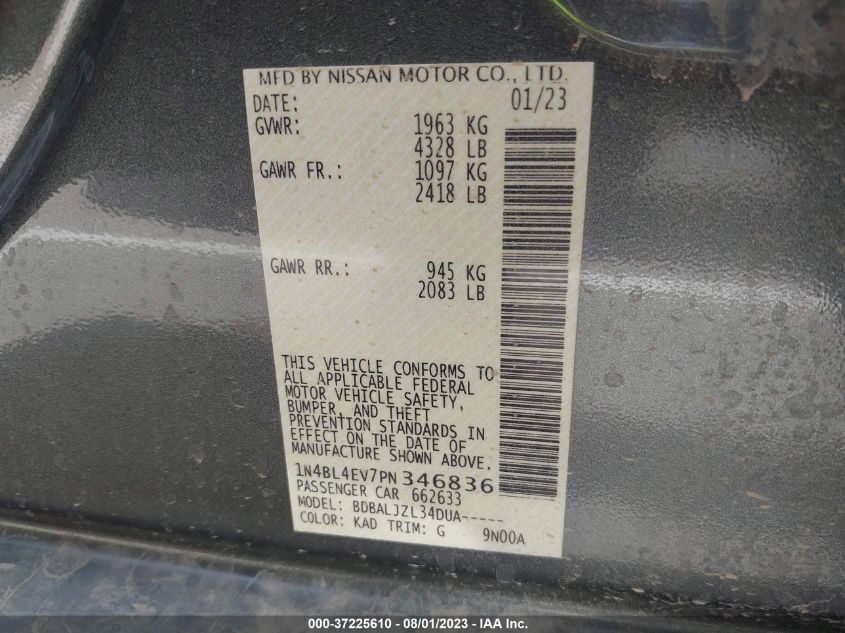 MFD BY NISSAN MOTOR CO., LTD.
DATE: 01/23
GVWR: 1963 KG
4328 LB
GAWR FR.: 1097 KG
2418 LB
GAWR RR.: 945 KG
2083 LB
THIS VEHICLE CONFORMS TO
ALL APPLICABLE FEDERAL
MOTOR VEHICLE SAFETY,
BUMPER, AND THEFT
PREVENTION STANDARDS IN
EFFECT ON THE DATE OF
MANUFACTURE SHOWN ABOVE.
1N4BL4EV7PN346836
PASSENGER CAR 662633
MODEL: BDBALJZL34DUA-----
COLOR: KAD TRIM: G 9N00A
000-37225610 - 08/01/2023 - IAA Inc.